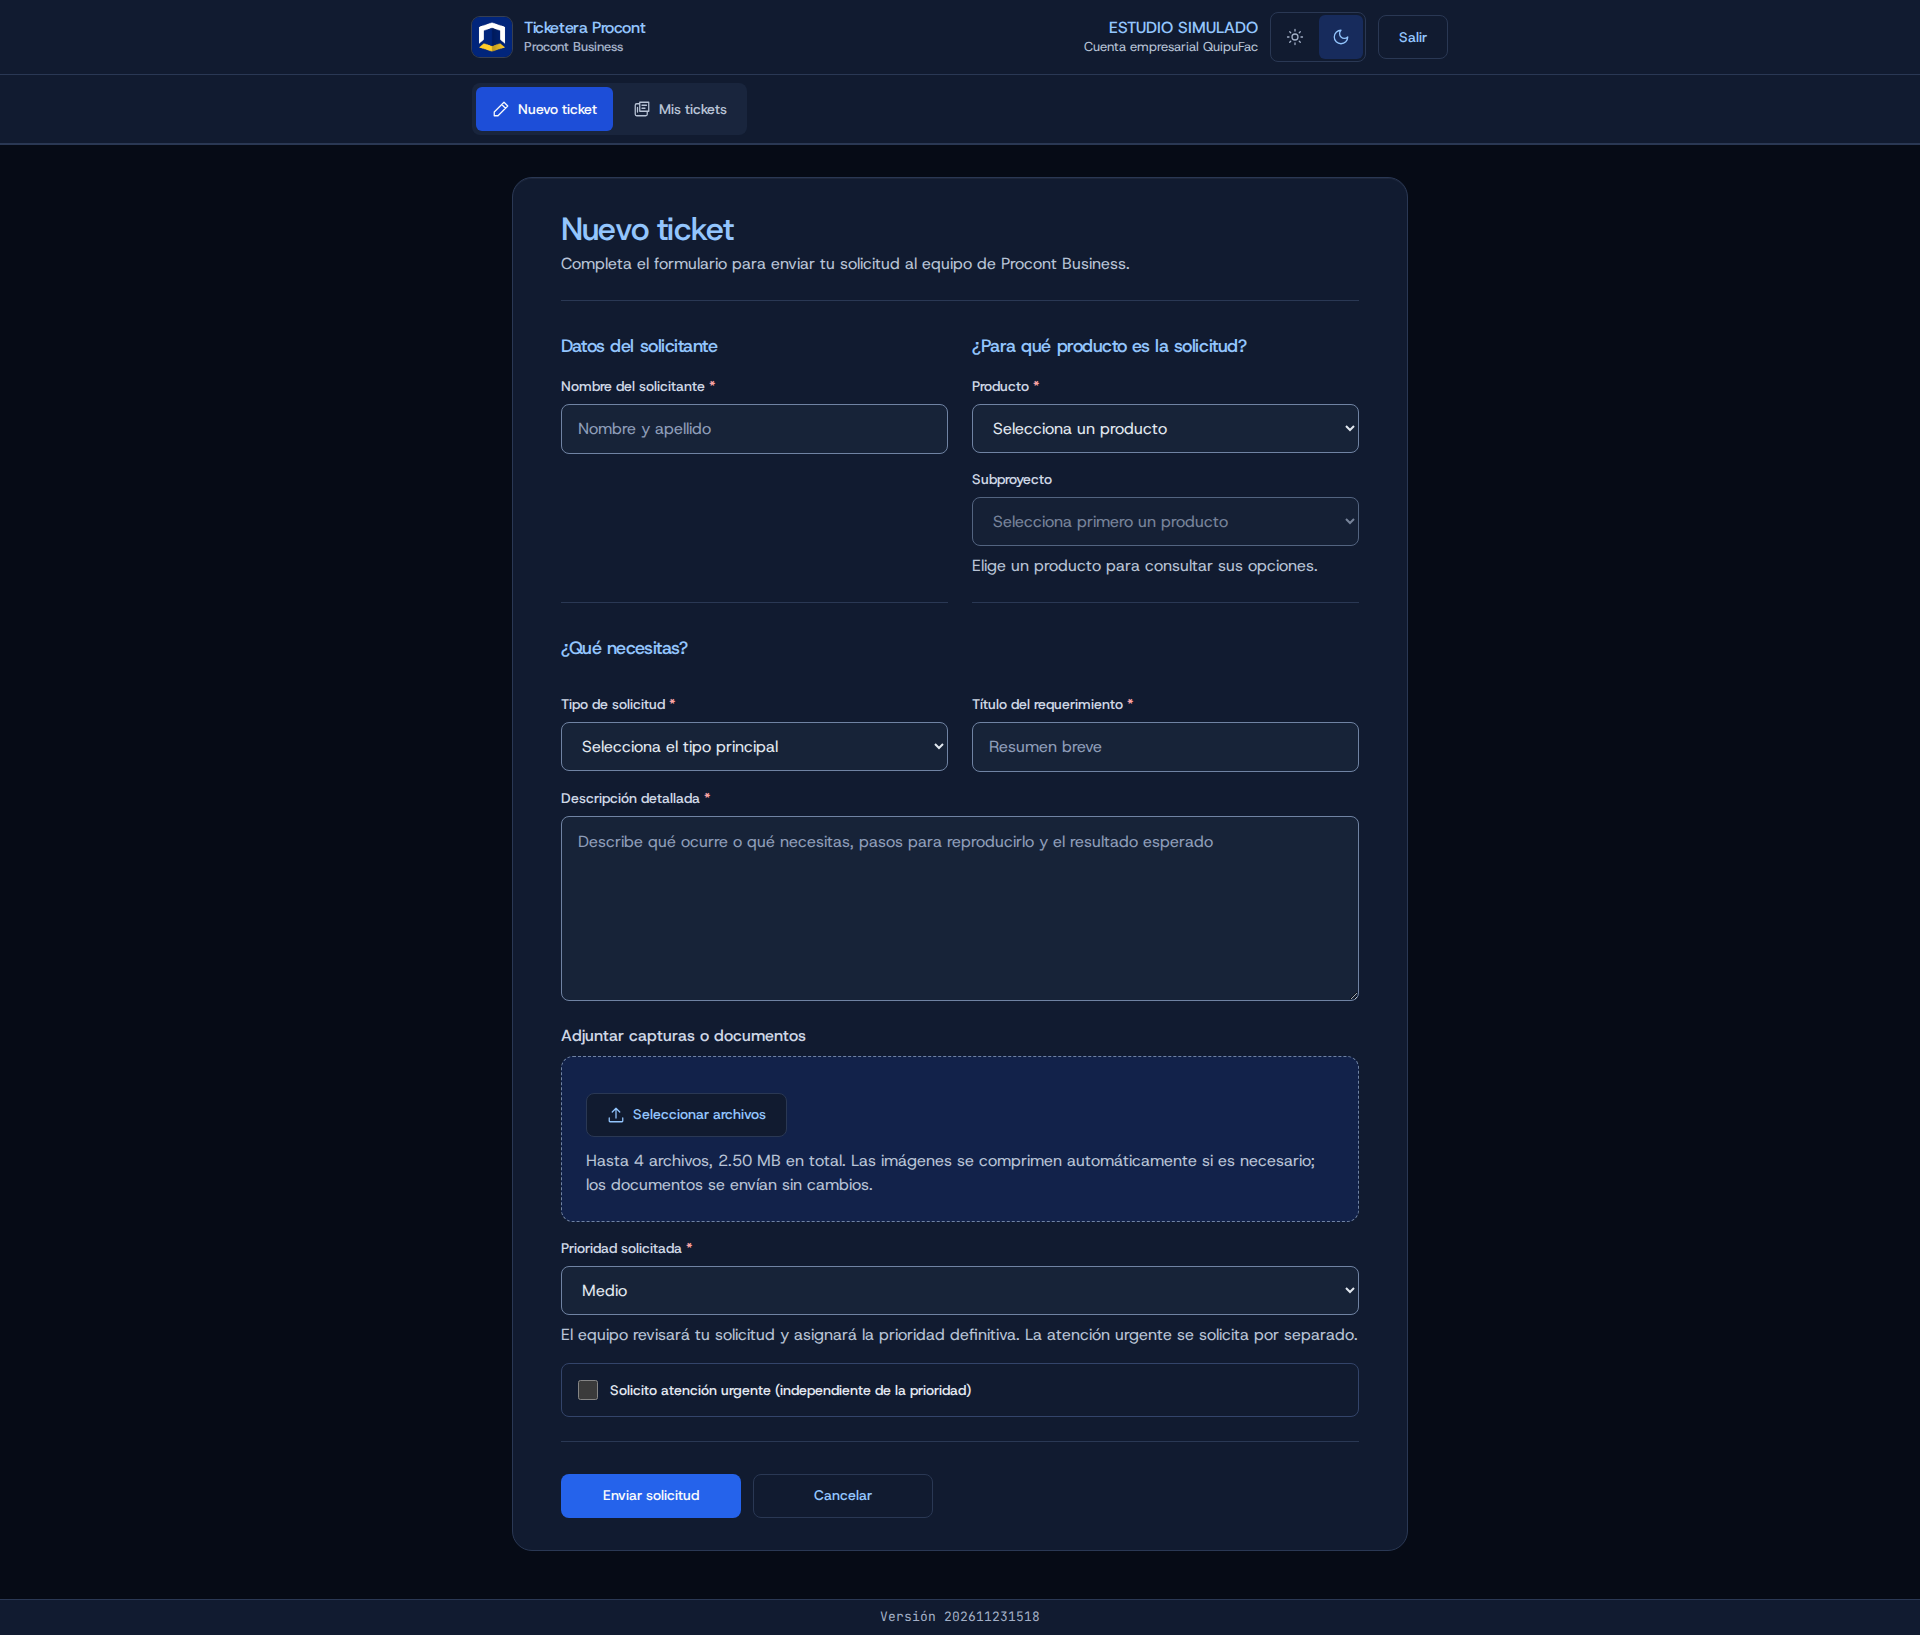 Ticketera Procont
Procont Business
ESTUDIO SIMULADO
Cuenta empresarial QuipuFac
Salir
Nuevo ticket
Mis tickets
Nuevo ticket
Completa el formulario para enviar tu solicitud al equipo de Procont Business.
Datos del solicitante
Nombre del solicitante *
Nombre y apellido
¿Para qué producto es la solicitud?
Producto *
Selecciona un producto
Subproyecto
Selecciona primero un producto
Elige un producto para consultar sus opciones.
¿Qué necesitas?
Tipo de solicitud *
Selecciona el tipo principal
Título del requerimiento *
Resumen breve
Descripción detallada *
Describe qué ocurre o qué necesitas, pasos para reproducirlo y el resultado esperado
Adjuntar capturas o documentos
Seleccionar archivos
Hasta 4 archivos, 2.50 MB en total. Las imágenes se comprimen automáticamente si es necesario;
los documentos se envían sin cambios.
Prioridad solicitada *
Medio
El equipo revisará tu solicitud y asignará la prioridad definitiva. La atención urgente se solicita por separado.
Solicito atención urgente (independiente de la prioridad)
Enviar solicitud
Cancelar
Versión 202611231518